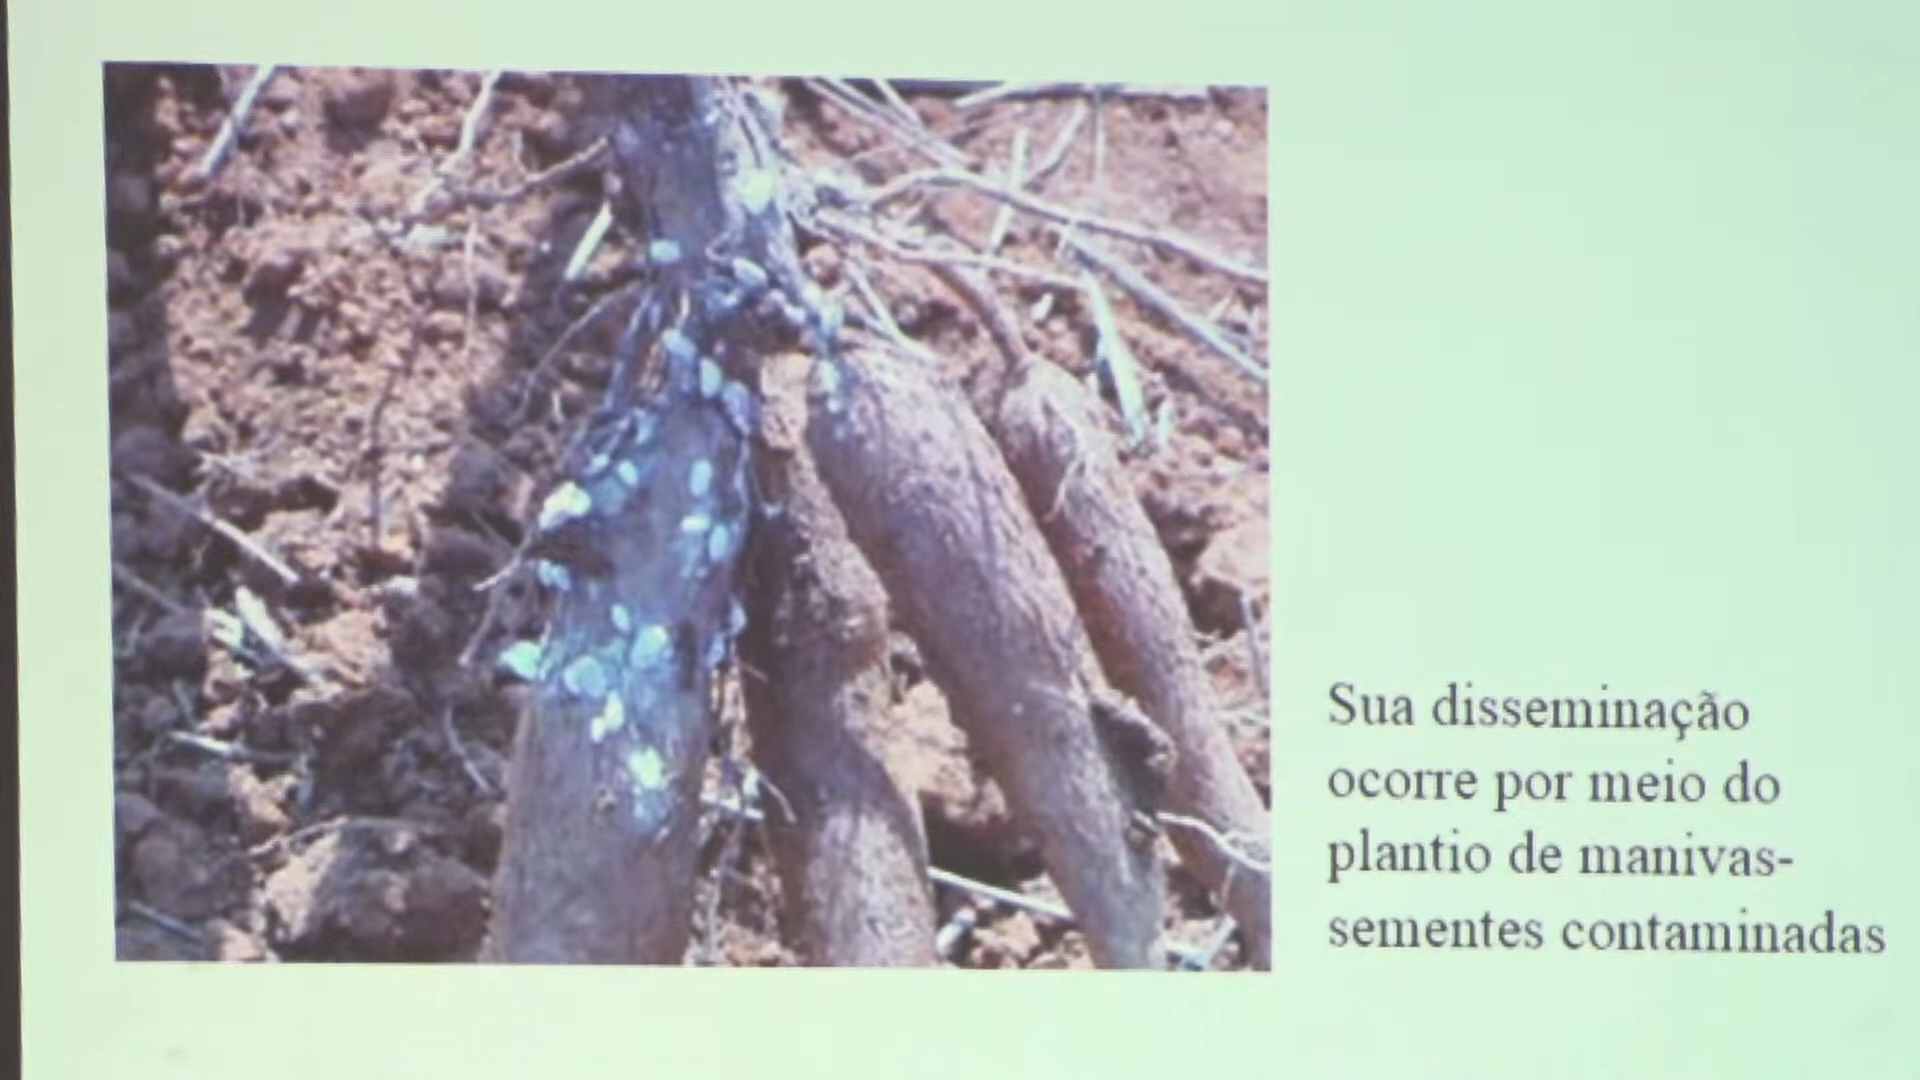 Sua disseminação
ocorre por meio do
plantio de manivas-
sementes contaminadas